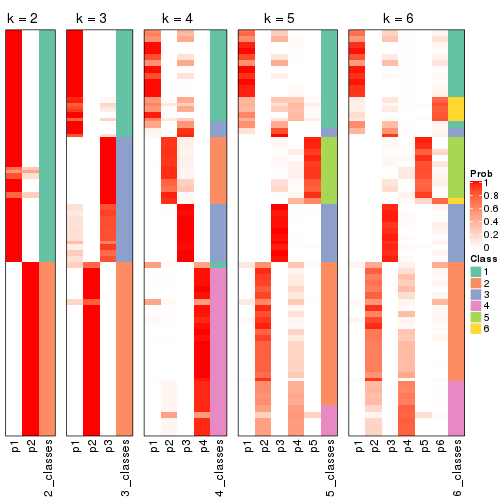 k = 2
k = 3
k = 4
k = 5
k = 6
p1
p2
2_classes
p1
p2
p3
3_classes
p1
p2
p3
p4
4_classes
p1
p2
p3
p4
p5
5_classes
p1
p2
p3
p4
p5
p6
6_classes
Prob
1
0.8
0.6
0.4
0.2
0
Class
1
2
3
4
5
6